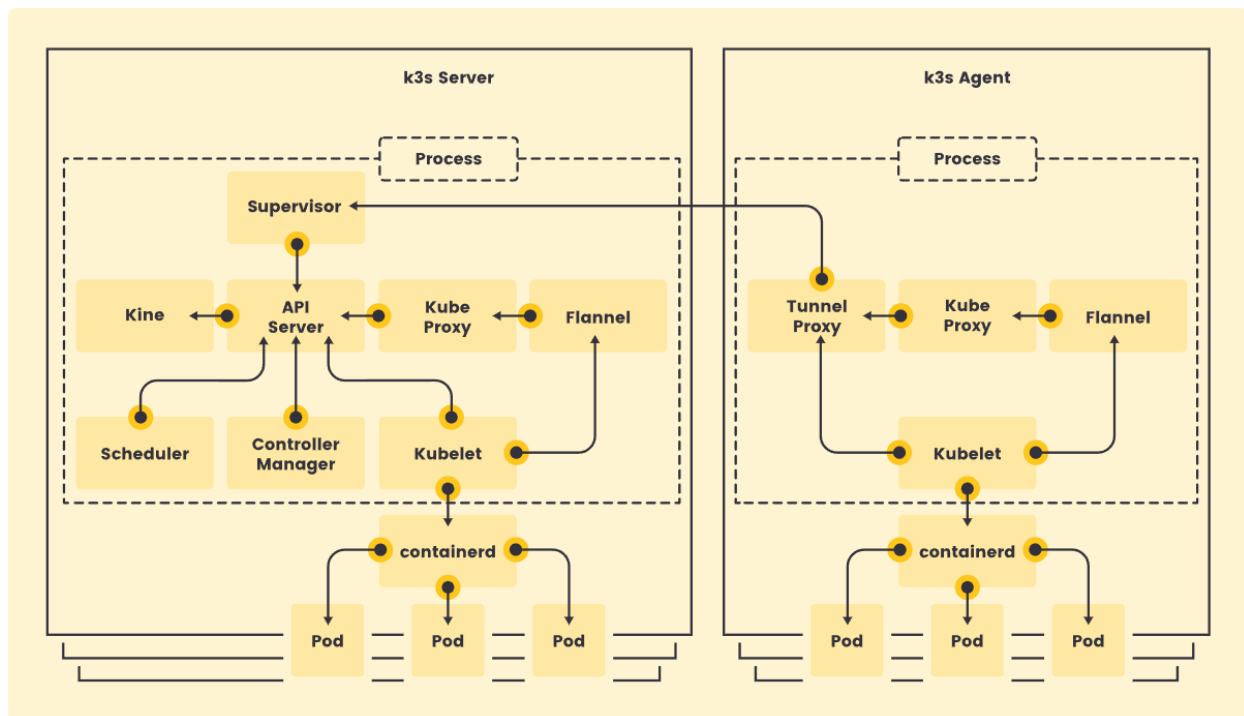 k3s Server
k3s Agent
Process
Process
Supervisor
Kine
API
Server
Kube
Proxy
Flannel
Tunnel
Proxy
Kube
Proxy
Flannel
Scheduler
Controller
Manager
Kubelet
Kubelet
containerd
containerd
Pod
Pod
Pod
Pod
Pod
Pod